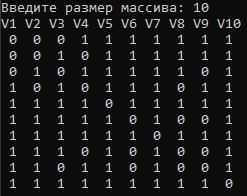 Введите размер массива: 10
V1 V2 V3 V4 V5 V6 V7 V8 V9 V10
0 0 0 1 1 1 1 1 1 1
0 0 1 0 1 1 1 1 1 1
0 1 0 1 1 1 1 1 0 1
1 0 1 0 1 1 1 0 1 1
1 1 1 1 0 1 1 1 1 1
1 1 1 1 1 0 1 0 0 1
1 1 1 1 1 1 0 1 1 1
1 1 1 0 1 0 1 0 0 1
1 1 0 1 1 0 1 0 0 1
1 1 1 1 1 1 1 1 1 0